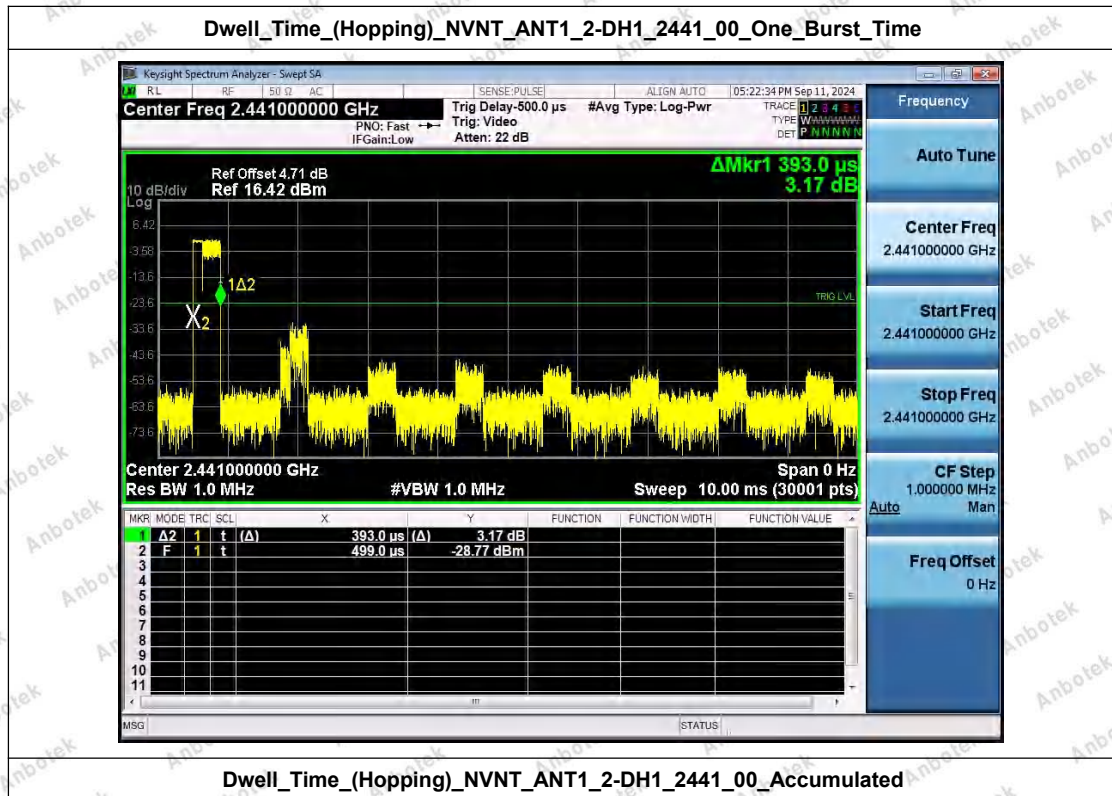 Dwell_Time_(Hopping)_NVNT_ANT1_2-DH1_2441_00_One_Burst_Time
Keysight Spectrum Analyzer - Swept SA
RL RF 50 Ω AC SENSE:PULSE ALIGN AUTO 05:22:34 PM Sep 11, 2024
Center Freq 2.441000000 GHz
PNO: Fast
IFGain:Low
Trig Delay-500.0 µs
Trig: Video
Atten: 22 dB
#Avg Type: Log-Pwr
TRACE 1 2 3 4 5 6
TYPE WWWWWW
DET P N N N N N
ΔMkr1 393.0 µs
3.17 dB
Ref Offset 4.71 dB
10 dB/div Ref 16.42 dBm
Log
6.42
-3.58
-13.6
-23.6
-33.6
-43.6
-53.6
-63.6
-73.6
1Δ2
X2
TRIG LVL
Center 2.441000000 GHz Span 0 Hz
Res BW 1.0 MHz #VBW 1.0 MHz Sweep 10.00 ms (30001 pts)
MKR MODE TRC SCL X Y FUNCTION FUNCTION WIDTH FUNCTION VALUE
1 Δ2 1 t (Δ) 393.0 µs (Δ) 3.17 dB
2 F 1 t 499.0 µs -28.77 dBm
3
4
5
6
7
8
9
10
11
MSG STATUS
Frequency
Auto Tune
Center Freq
2.441000000 GHz
Start Freq
2.441000000 GHz
Stop Freq
2.441000000 GHz
CF Step
1.000000 MHz
Auto Man
Freq Offset
0 Hz
Dwell_Time_(Hopping)_NVNT_ANT1_2-DH1_2441_00_Accumulated
Anbotek